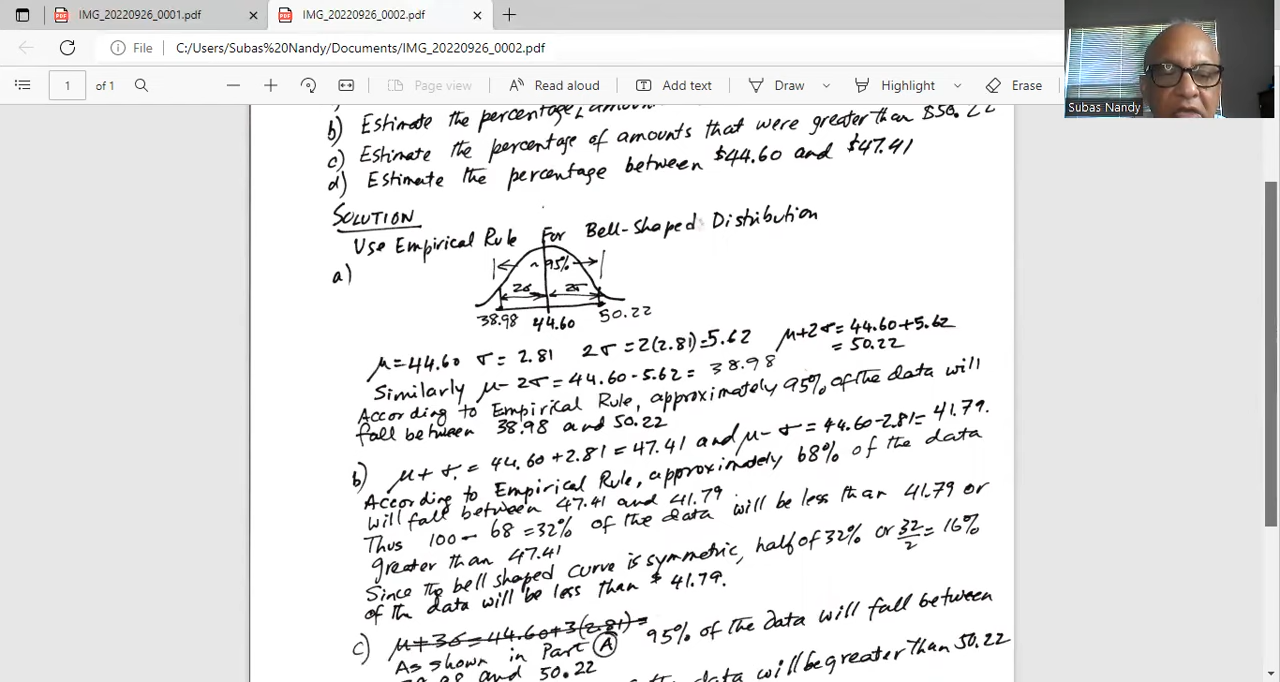 IMG_20220926_0001.pdf
IMG_20220926_0002.pdf
File C:/Users/Subas%20Nandy/Documents/IMG_20220926_0002.pdf
1 of 1 Page view Read aloud Add text Draw Highlight Erase
Subas Nandy
b) Estimate the percentage,
c) Estimate the percentage of amounts that were greater than $50.22
d) Estimate the percentage between $44.60 and $47.41
SOLUTION
Use Empirical Rule For Bell-Shaped Distribution
a)
~95%
2σ 2σ
38.98 44.60 50.22
μ=44.60 σ= 2.81 2σ=2(2.81)=5.62 μ+2σ=44.60+5.62
= 50.22
Similarly μ-2σ=44.60-5.62= 38.98
According to Empirical Rule, approximately 95% of the data will
fall between 38.98 and 50.22
b) μ+σ = 44.60+2.81=47.41 and μ-σ = 44.60-2.81=41.79.
According to Empirical Rule, approximately 68% of the data
will fall between 47.41 and 41.79
Thus 100-68=32% of the data will be less than 41.79 or
greater than 47.41
Since the bell shaped curve is symmetric, half of 32% or 32/2=16%
of the data will be less than $41.79.
c) μ+3σ=44.60+3(2.81)=
As shown in Part (A) 95% of the data will fall between
38.98 and 50.22
the data will be greater than 50.22